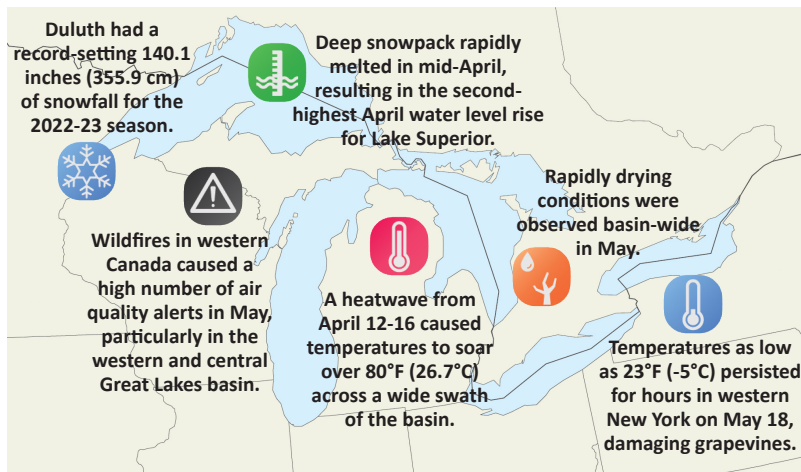 Duluth had a
record-setting 140.1
inches (355.9 cm)
of snowfall for the
2022-23 season.
Deep snowpack rapidly
melted in mid-April,
resulting in the second-
highest April water level rise
for Lake Superior.
Wildfires in western
Canada caused a
high number of air
quality alerts in May,
particularly in the
western and central
Great Lakes basin.
A heatwave from
April 12-16 caused
temperatures to soar
over 80°F (26.7°C)
across a wide swath
of the basin.
Rapidly drying
conditions were
observed basin-wide
in May.
Temperatures as low
as 23°F (-5°C) persisted
for hours in western
New York on May 18,
damaging grapevines.